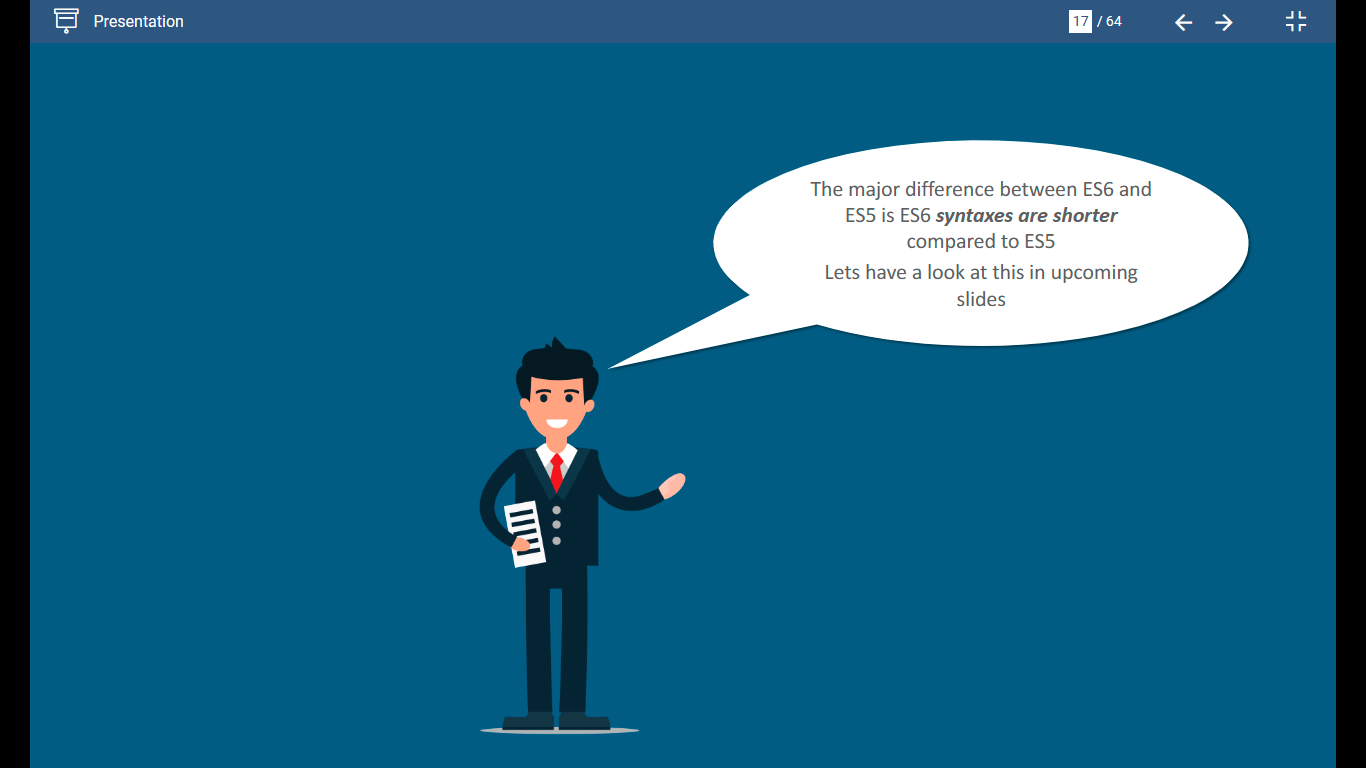 Presentation
17 / 64
The major difference between ES6 and
ES5 is ES6 syntaxes are shorter
compared to ES5
Lets have a look at this in upcoming
slides